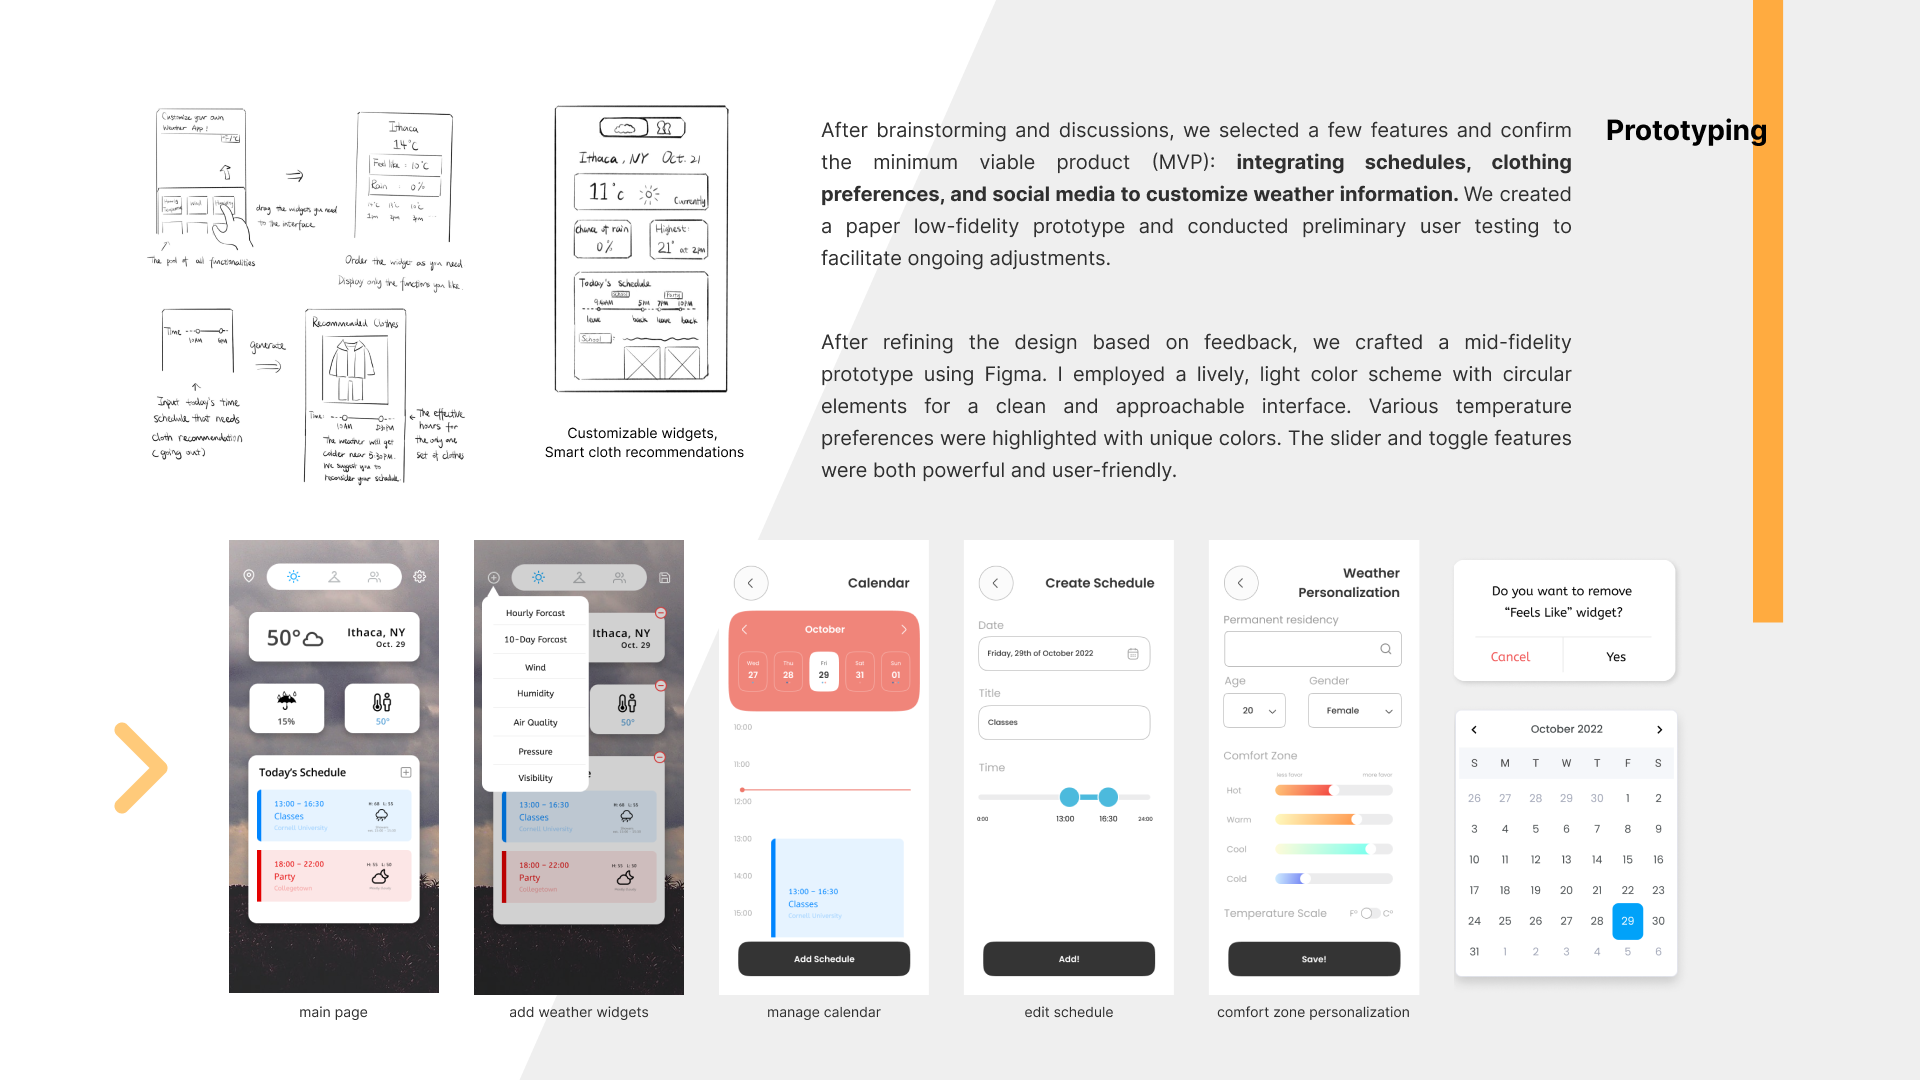 Customize your own
Weather App!
drag the widgets you need
to the interface
The pool of all functionalities
Ithaca
14°C
Feel like : 10°C
Rain : 0%
1pm 2pm 3pm
Order the widget as you need
Display only the functions you like.
Time
10AM
generate
Input today's time
schedule that needs
cloth recommendation
(going out)
Recommended Clothes
Time:
10AM
5:30PM
The weather will get
colder near 5:30PM.
We suggest you to
reconsider your schedule.
The effective
hours for
the only one
set of clothes
Ithaca, NY Oct. 21
11°c
Currently
Chance of rain
0%
Highest:
21° at 2PM
Today's Schedule
School
Party
5PM 7PM 10PM
leave back leave back
School
Customizable widgets,
Smart cloth recommendations
After brainstorming and discussions, we selected a few features and confirm
the minimum viable product (MVP): integrating schedules, clothing
preferences, and social media to customize weather information. We created
a paper low-fidelity prototype and conducted preliminary user testing to
facilitate ongoing adjustments.
After refining the design based on feedback, we crafted a mid-fidelity
prototype using Figma. I employed a lively, light color scheme with circular
elements for a clean and approachable interface. Various temperature
preferences were highlighted with unique colors. The slider and toggle features
were both powerful and user-friendly.
Prototyping
50°
Ithaca, NY
Oct. 29
15%
50°
Today's Schedule
13:00 - 16:30
Classes
Cornell University
H: 60 L: 55
18:00 - 22:00
Party
Collegetown
H: 55 L: 50
main page
Hourly Forcast
10-Day Forcast
Wind
Humidity
Air Quality
Pressure
Visibility
Ithaca, NY
Oct. 29
50°
e
13:00 - 16:30
Classes
Cornell University
H: 60 L: 55
18:00 - 22:00
Party
Collegetown
H: 55 L: 50
add weather widgets
Calendar
October
Wed Thu Fri Sat Sun
27 28 29 31 01
10:00
11:00
12:00
13:00
14:00
15:00
13:00 - 16:30
Classes
Cornell University
Add Schedule
manage calendar
Create Schedule
Date
Friday, 29th of October 2022
Title
Classes
Time
0:00 13:00 16:30 24:00
Add!
edit schedule
Weather
Personalization
Permanent residency
Age Gender
20 Female
Comfort Zone
less favor more favor
Hot
Warm
Cool
Cold
Temperature Scale F° C°
Save!
comfort zone personalization
Do you want to remove
“Feels Like” widget?
Cancel Yes
October 2022
S M T W T F S
26 27 28 29 30 1 2
3 4 5 6 7 8 9
10 11 12 13 14 15 16
17 18 19 20 21 22 23
24 25 26 27 28 29 30
31 1 2 3 4 5 6